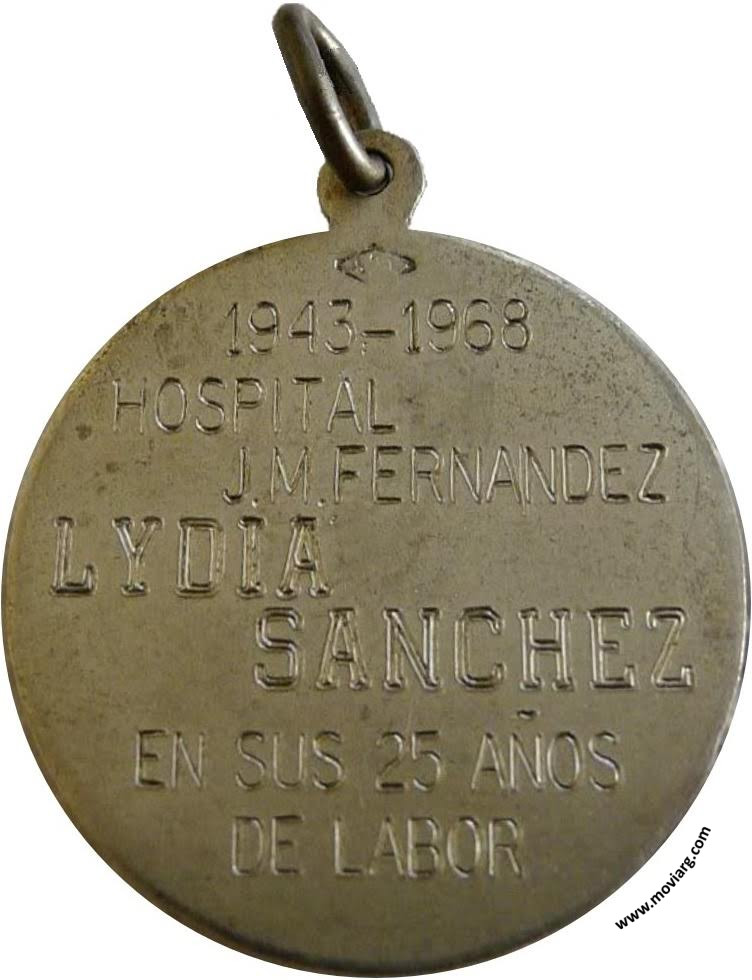 1943-1968
HOSPITAL
J.M.FERNANDEZ
LYDIA
SANCHEZ
EN SUS 25 AÑOS
DE LABOR
www.moviarg.com